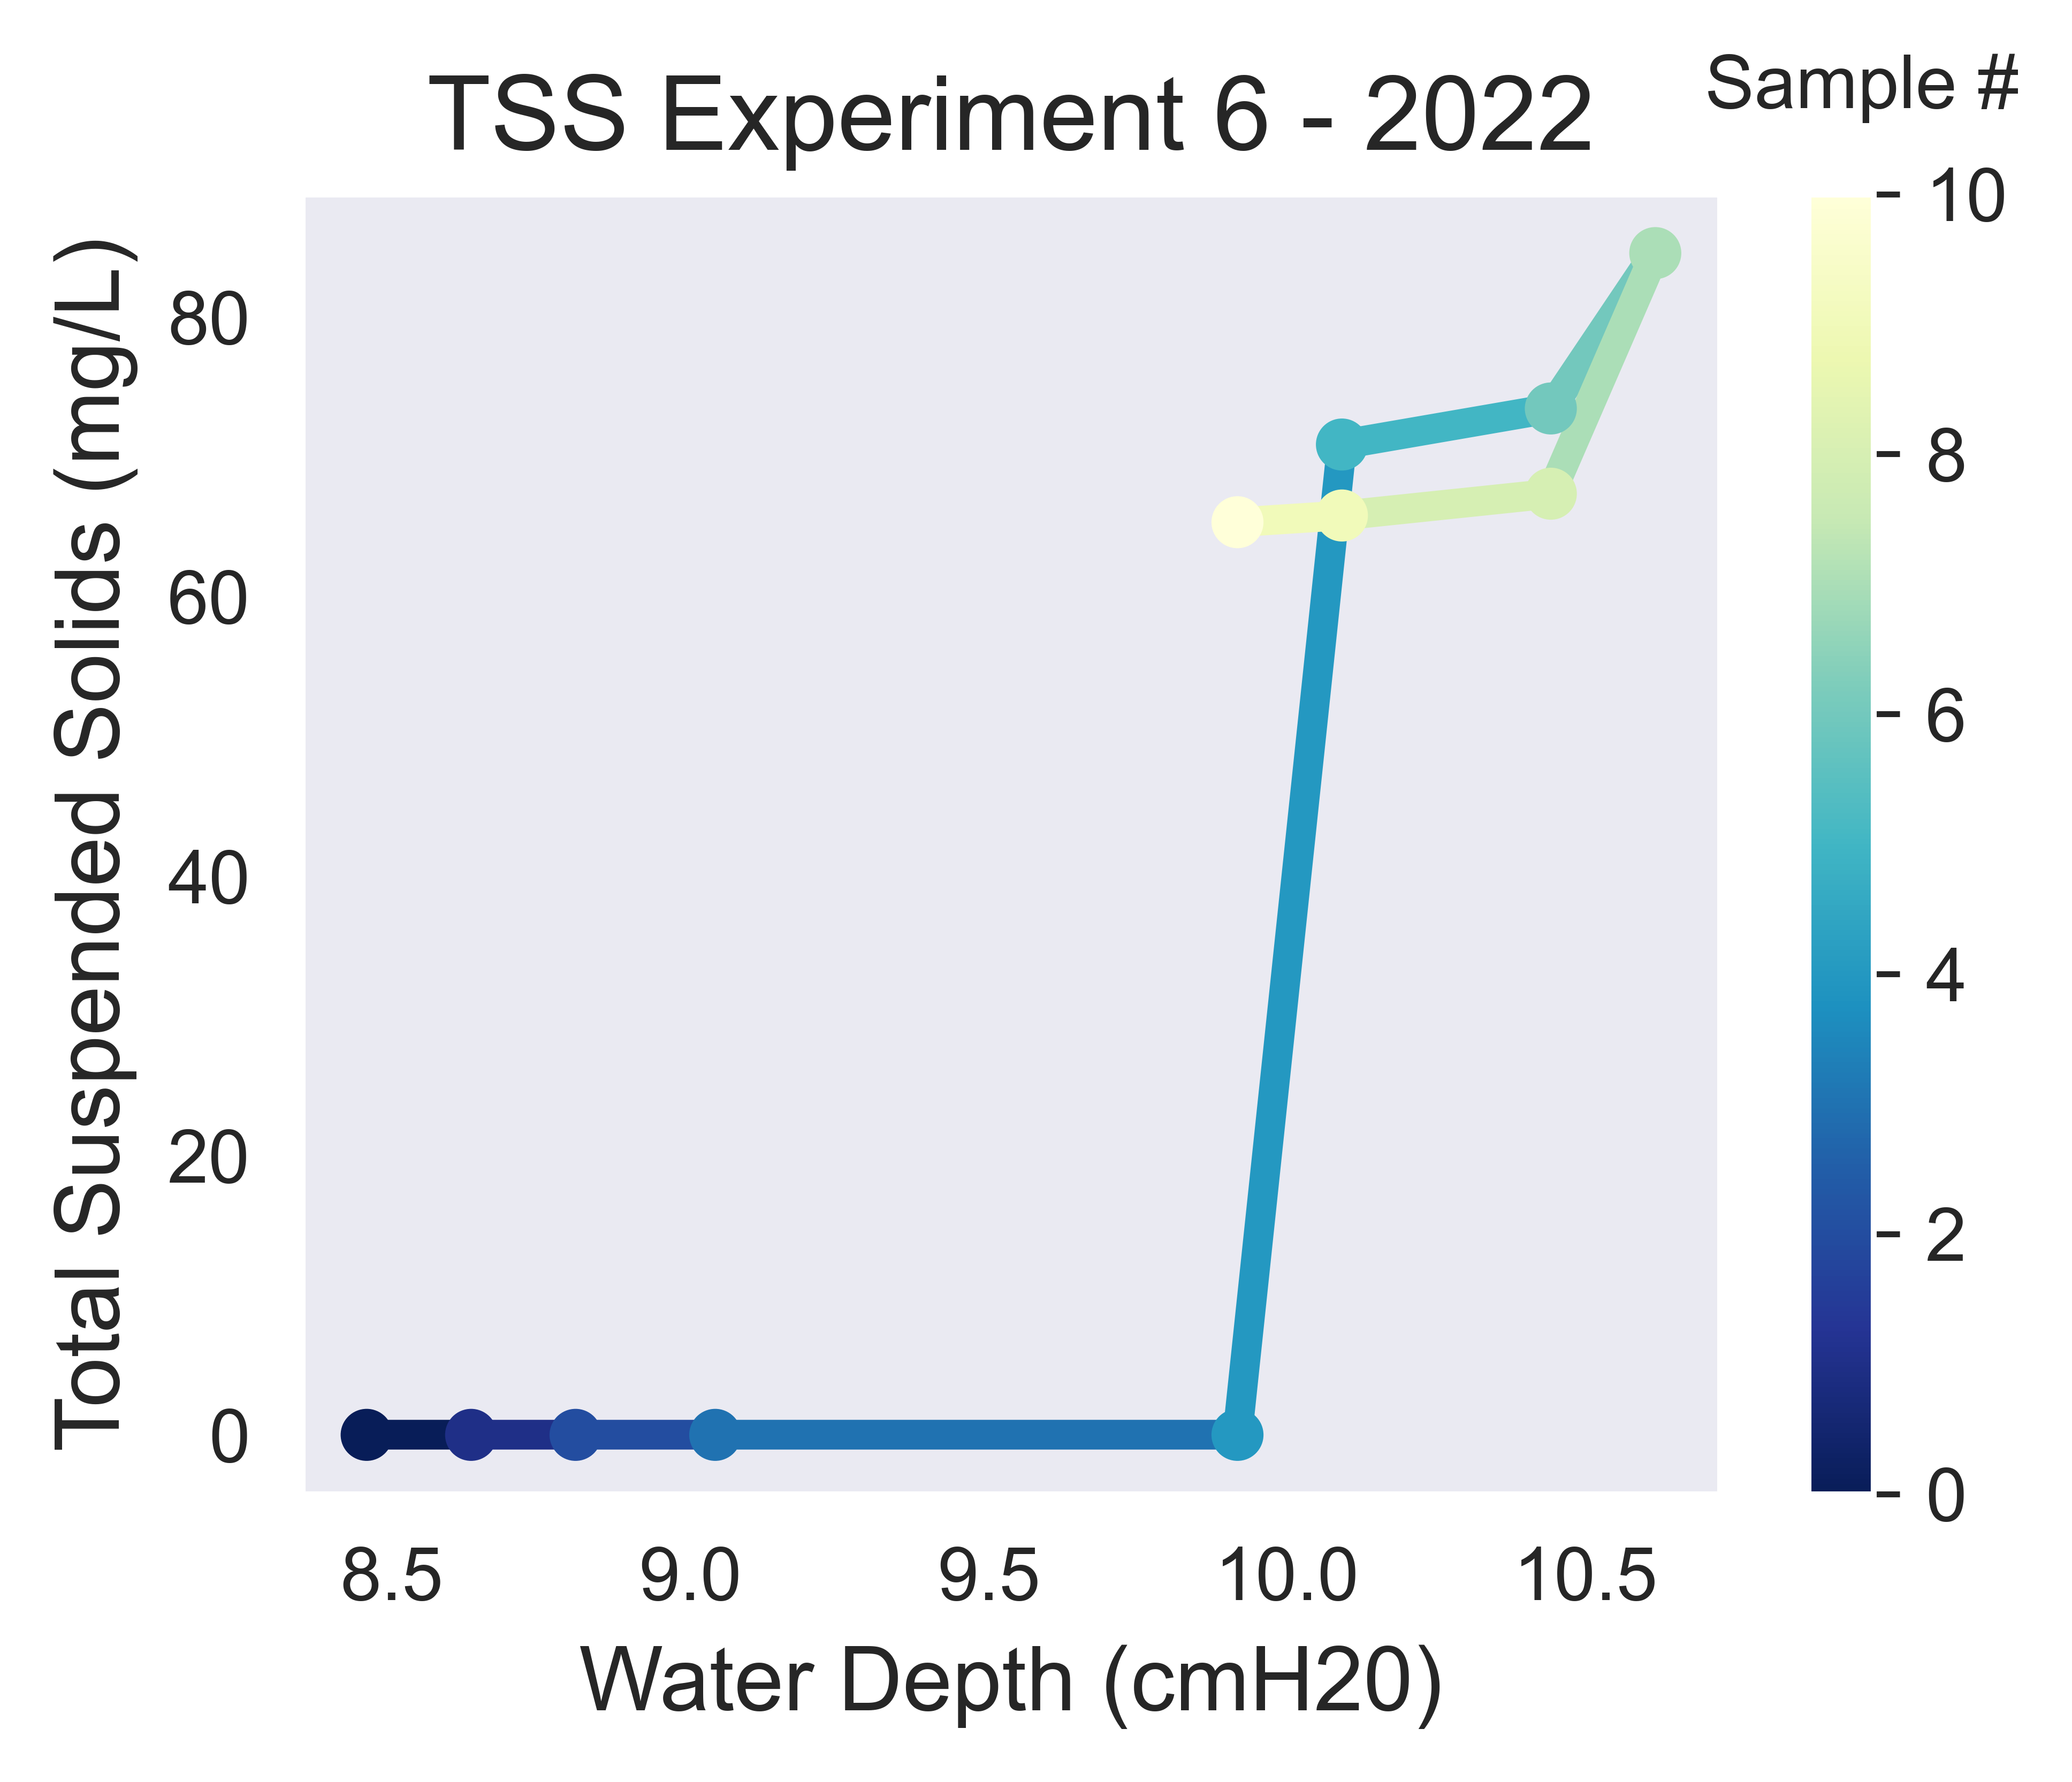 TSS Experiment 6 - 2022
Sample #
10
8
6
4
2
0
Total Suspended Solids (mg/L)
80
60
40
20
0
8.5 9.0 9.5 10.0 10.5
Water Depth (cmH20)